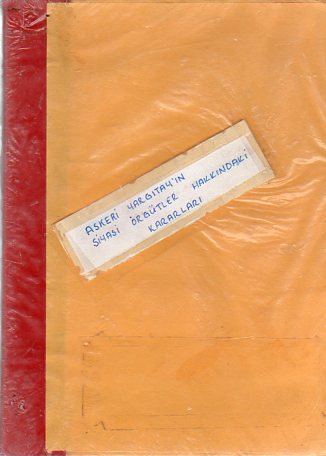 ASKERİ YARGITAY'IN
SİYASİ ÖRGÜTLER HAKKINDAKİ
KARARLARI